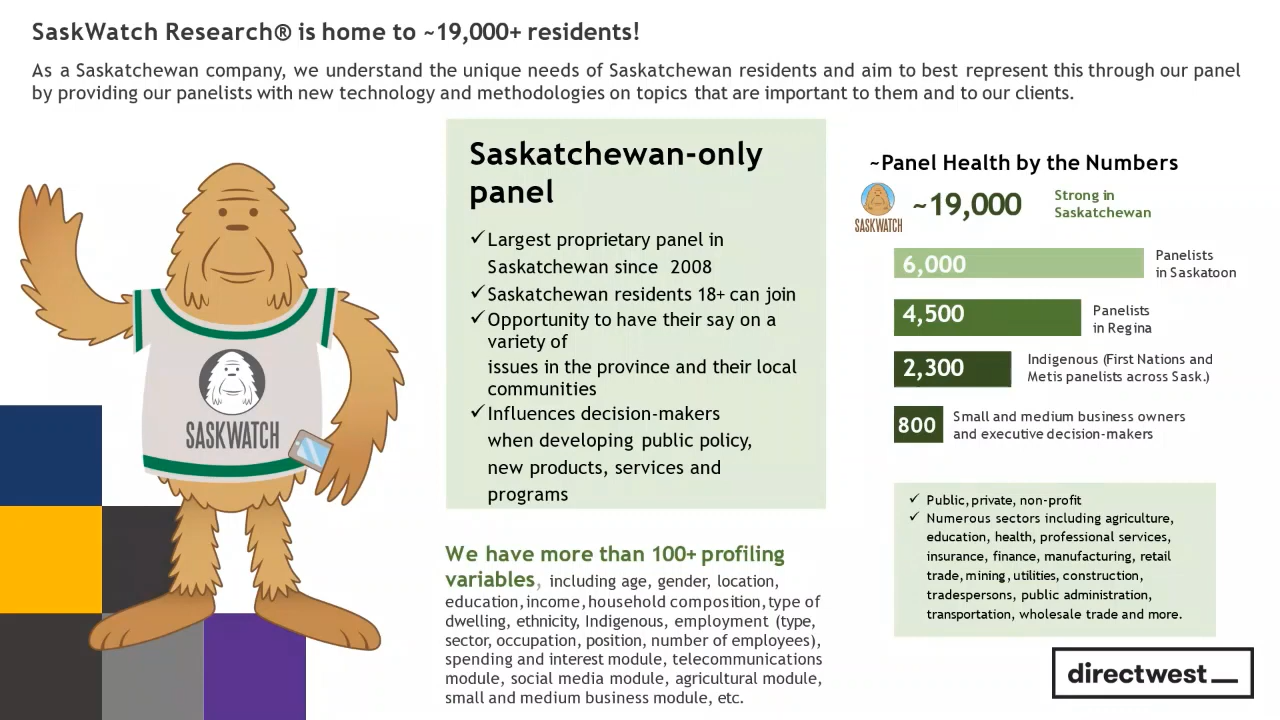 SaskWatch Research® is home to ~19,000+ residents!
As a Saskatchewan company, we understand the unique needs of Saskatchewan residents and aim to best represent this through our panel
by providing our panelists with new technology and methodologies on topics that are important to them and to our clients.
SASKWATCH
Saskatchewan-only
panel
✓Largest proprietary panel in
Saskatchewan since 2008
✓Saskatchewan residents 18+ can join
✓Opportunity to have their say on a
variety of
issues in the province and their local
communities
✓Influences decision-makers
when developing public policy,
new products, services and
programs
We have more than 100+ profiling
variables, including age, gender, location,
education, income, household composition, type of
dwelling, ethnicity, Indigenous, employment (type,
sector, occupation, position, number of employees),
spending and interest module, telecommunications
module, social media module, agricultural module,
small and medium business module, etc.
~Panel Health by the Numbers
SASKWATCH
~19,000
Strong in
Saskatchewan
6,000
Panelists
in Saskatoon
4,500
Panelists
in Regina
2,300
Indigenous (First Nations and
Metis panelists across Sask.)
800
Small and medium business owners
and executive decision-makers
✓ Public, private, non-profit
✓ Numerous sectors including agriculture,
education, health, professional services,
insurance, finance, manufacturing, retail
trade, mining, utilities, construction,
tradespersons, public administration,
transportation, wholesale trade and more.
directwest_